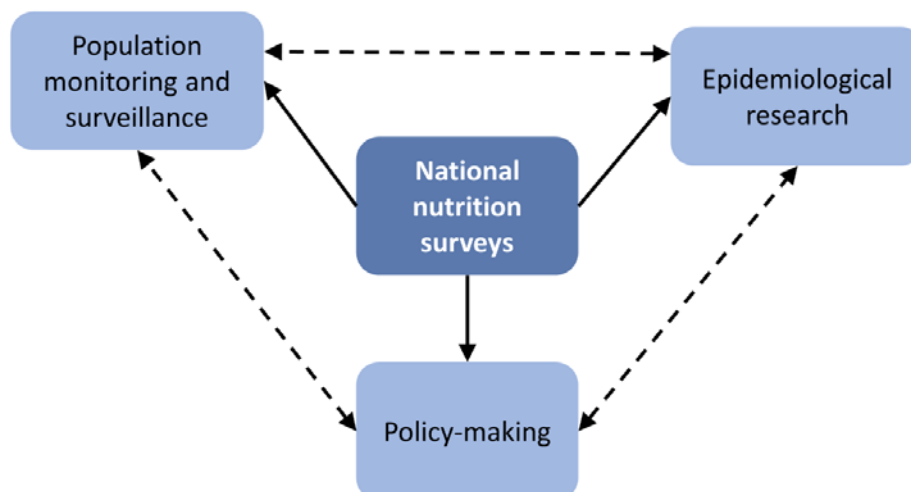 Population
monitoring and
surveillance
Epidemiological
research
National
nutrition
surveys
Policy-making